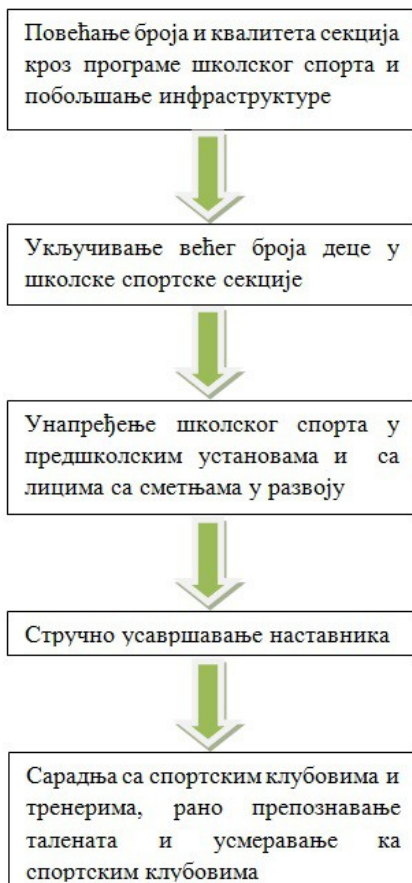 Повећање броја и квалитета секција
кроз програме школског спорта и
побољшање инфраструктуре
Укључивање већег броја деце у
школске спортске секције
Унапређење школског спорта у
предшколским установама и са
лицима са сметњама у развоју
Стручно усавршавање наставника
Сарадња са спортским клубовима и
тренерима, рано препознавање
талената и усмеравање ка
спортским клубовима